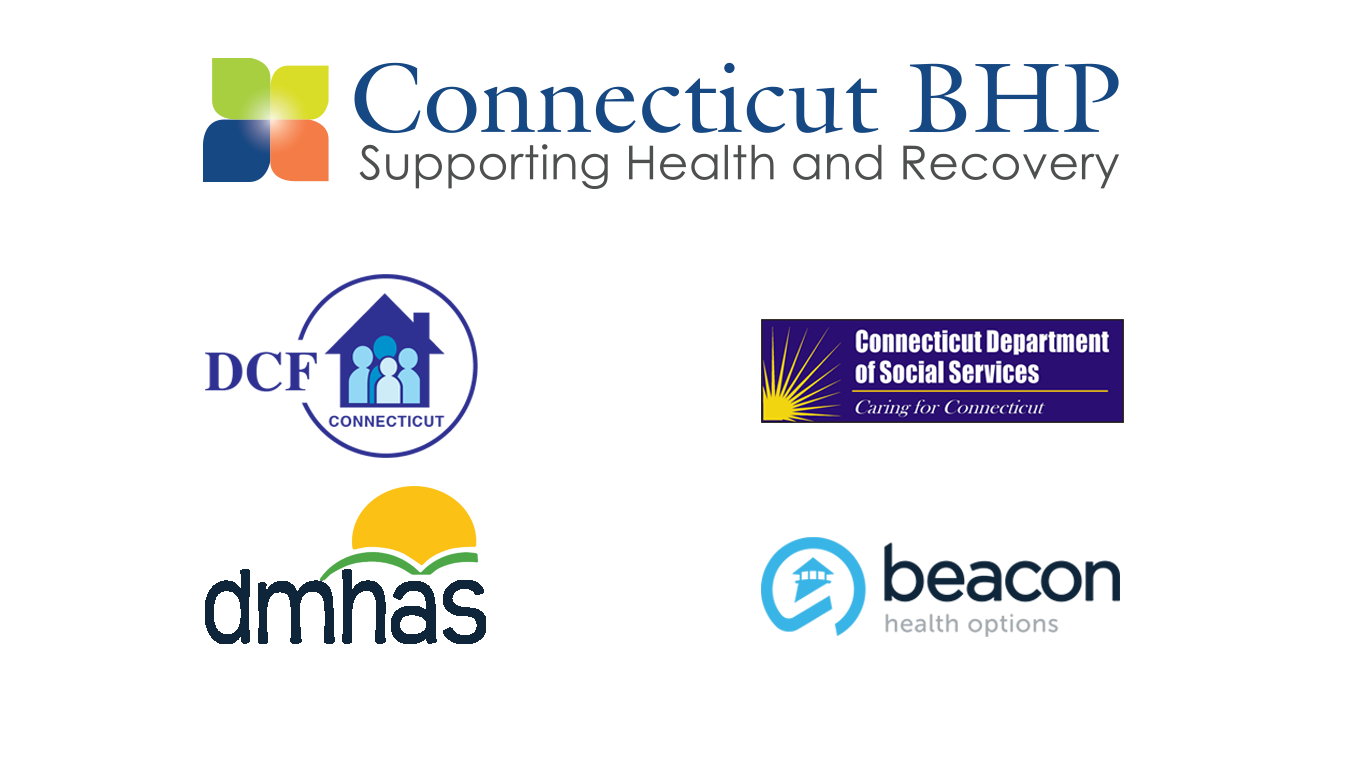 Connecticut BHP
Supporting Health and Recovery
DCF
CONNECTICUT
Connecticut Department
of Social Services
Caring for Connecticut
dmhas
beacon
health options